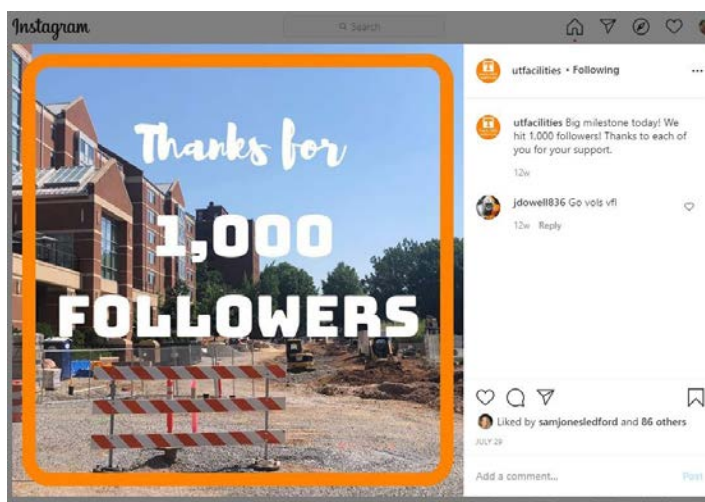 Instagram
Search
Thanks for
1,000
FOLLOWERS
utfacilities • Following
utfacilities Big milestone today! We
hit 1,000 followers! Thanks to each of
you for your support.
12w
jdowell836 Go vols vfl
12w Reply
Liked by samjonesledford and 86 others
JULY 29
Add a comment...
Post